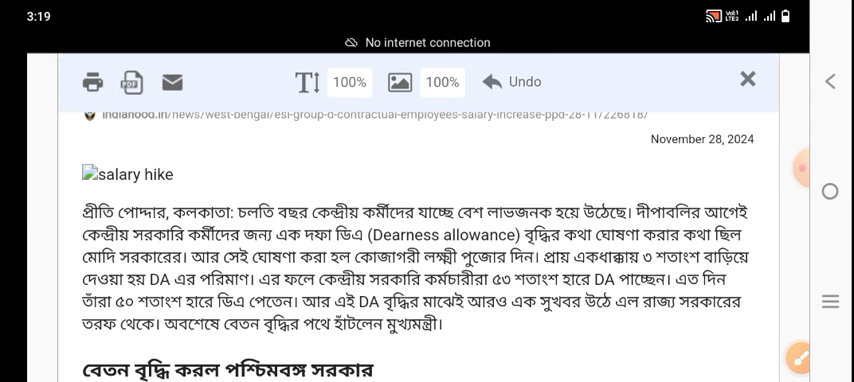 3:19
Vol) LTE2
No internet connection
PDF
T 100% 100% Undo
indianood.in/news/west-bengal/esi-group-d-contractual-employees-salary-increase-ppd-28-11/226818/
November 28, 2024
salary hike
প্রীতি পোদ্দার, কলকাতা: চলতি বছর কেন্দ্রীয় কর্মীদের যাচ্ছে বেশ লাভজনক হয়ে উঠেছে। দীপাবলির আগেই
কেন্দ্রীয় সরকারি কর্মীদের জন্য এক দফা ডিএ (Dearness allowance) বৃদ্ধির কথা ঘোষণা করার কথা ছিল
মোদি সরকারের। আর সেই ঘোষণা করা হল কোজাগরী লক্ষ্মী পুজোর দিন। প্রায় একধাক্কায় ৩ শতাংশ বাড়িয়ে
দেওয়া হয় DA এর পরিমাণ। এর ফলে কেন্দ্রীয় সরকারি কর্মচারীরা ৫৩ শতাংশ হারে DA পাচ্ছেন। এত দিন
তাঁরা ৫০ শতাংশ হারে ডিএ পেতেন। আর এই DA বৃদ্ধির মাঝেই আরও এক সুখবর উঠে এল রাজ্য সরকারের
তরফ থেকে। অবশেষে বেতন বৃদ্ধির পথে হাঁটলেন মুখ্যমন্ত্রী।
বেতন বৃদ্ধি করল পশ্চিমবঙ্গ সরকার